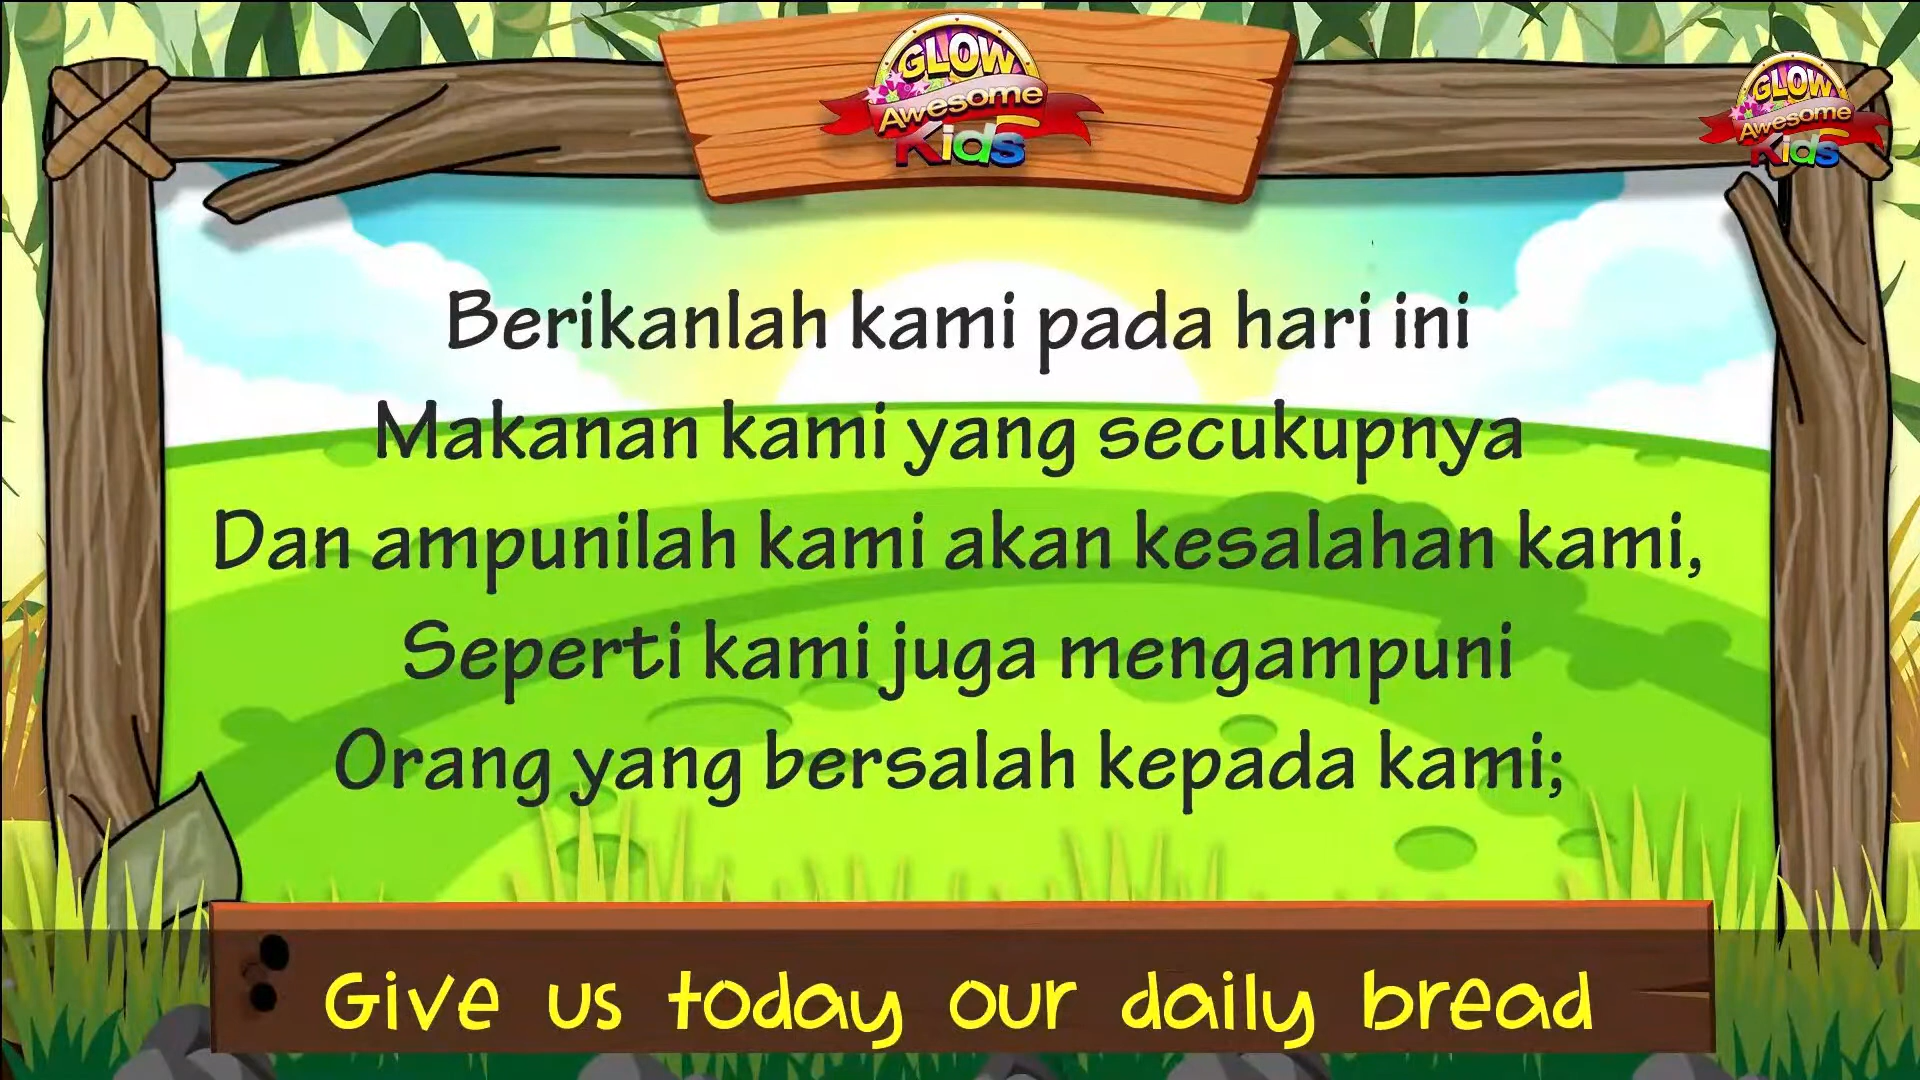 GLOW
Awesome
Kids
GLOW
Awesome
Kids
Berikanlah kami pada hari ini
Makanan kami yang secukupnya
Dan ampunilah kami akan kesalahan kami,
Seperti kami juga mengampuni
Orang yang bersalah kepada kami;
Give us today our daily bread